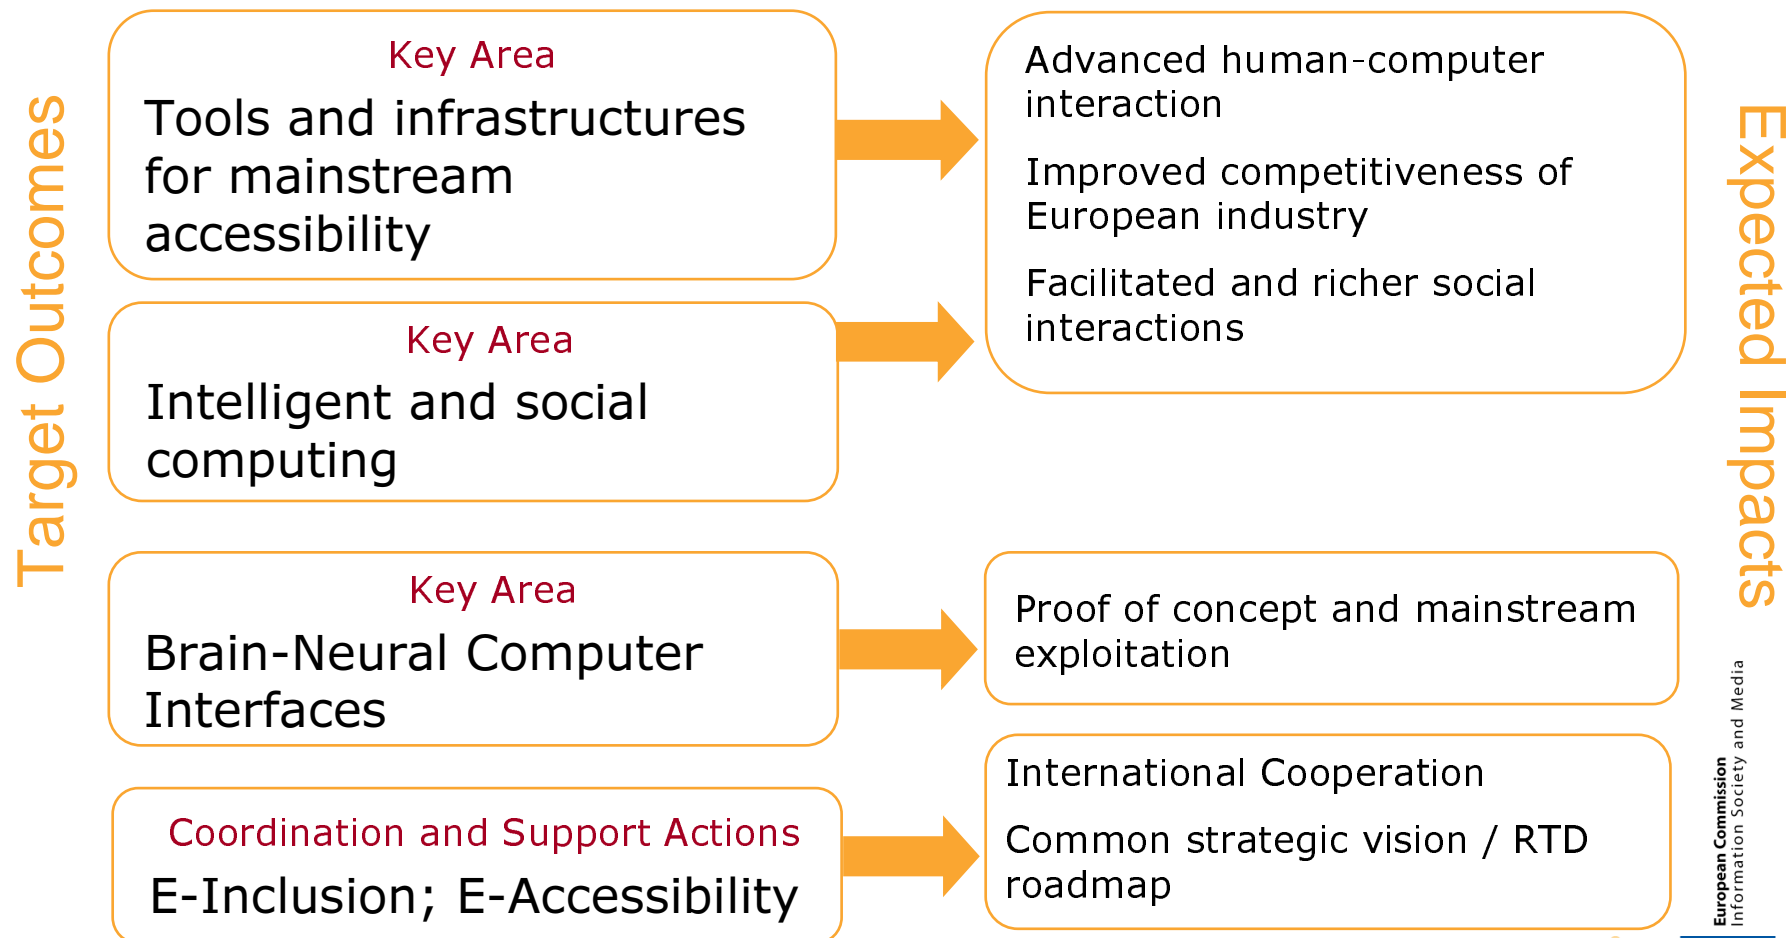 Target Outcomes
Key Area
Tools and infrastructures
for mainstream
accessibility
Key Area
Intelligent and social
computing
Key Area
Brain-Neural Computer
Interfaces
Coordination and Support Actions
E-Inclusion; E-Accessibility
Advanced human-computer
interaction
Improved competitiveness of
European industry
Facilitated and richer social
interactions
Proof of concept and mainstream
exploitation
International Cooperation
Common strategic vision / RTD
roadmap
Expected Impacts
European Commission
Information Society and Media